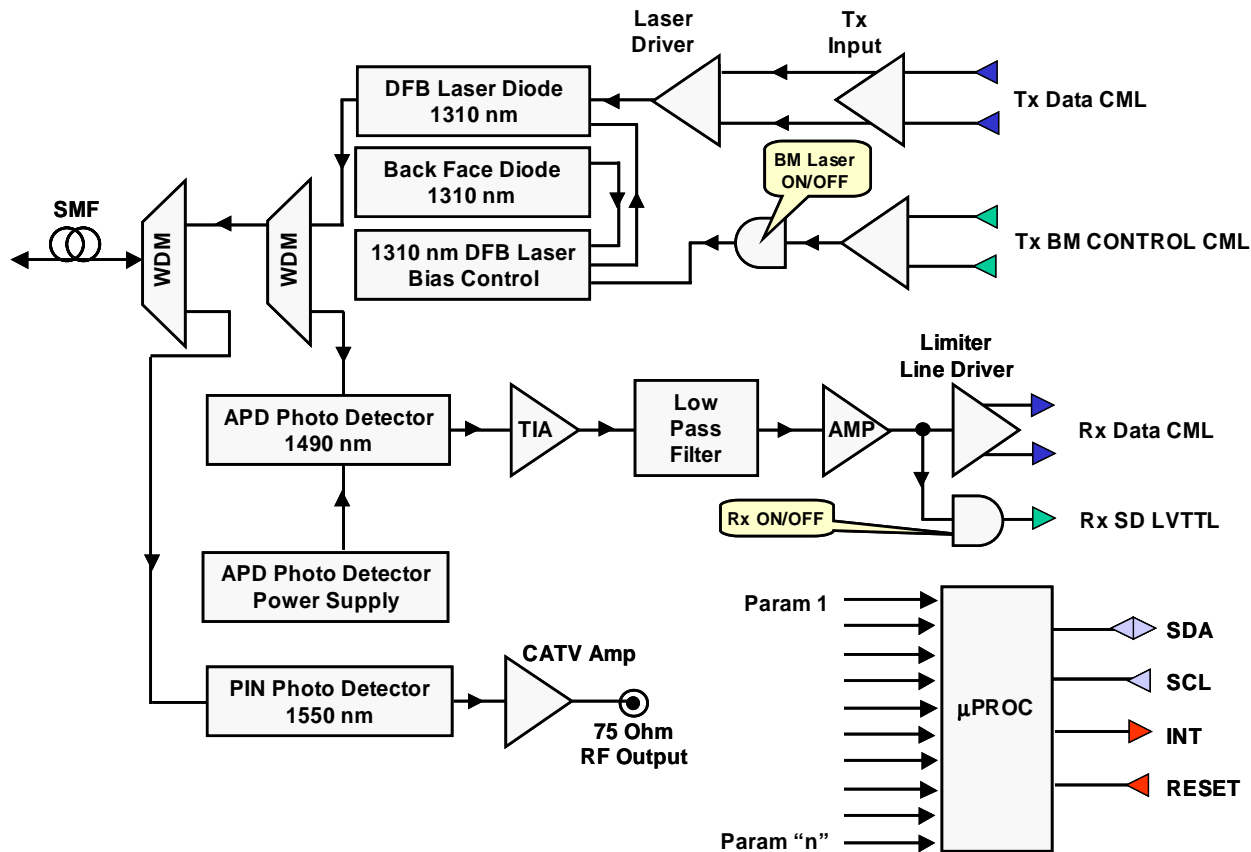 Laser
Driver
Tx
Input
DFB Laser Diode
1310 nm
Tx Data CML
Back Face Diode
1310 nm
BM Laser
ON/OFF
SMF
WDM
WDM
1310 nm DFB Laser
Bias Control
Tx BM CONTROL CML
Limiter
Line Driver
APD Photo Detector
1490 nm
TIA
Low
Pass
Filter
AMP
Rx Data CML
Rx ON/OFF
Rx SD LVTTL
APD Photo Detector
Power Supply
Param 1
SDA
CATV Amp
SCL
PIN Photo Detector
1550 nm
µPROC
75 Ohm
RF Output
INT
RESET
Param “n”